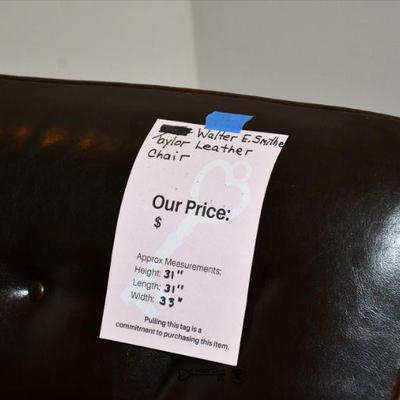 Walter E. Smithe
Taylor Leather
Chair
Our Price:
$
Approx Measurements:
Height: 31"
Length: 31"
Width: 33"
Pulling this tag is a
commitment to purchasing this item.